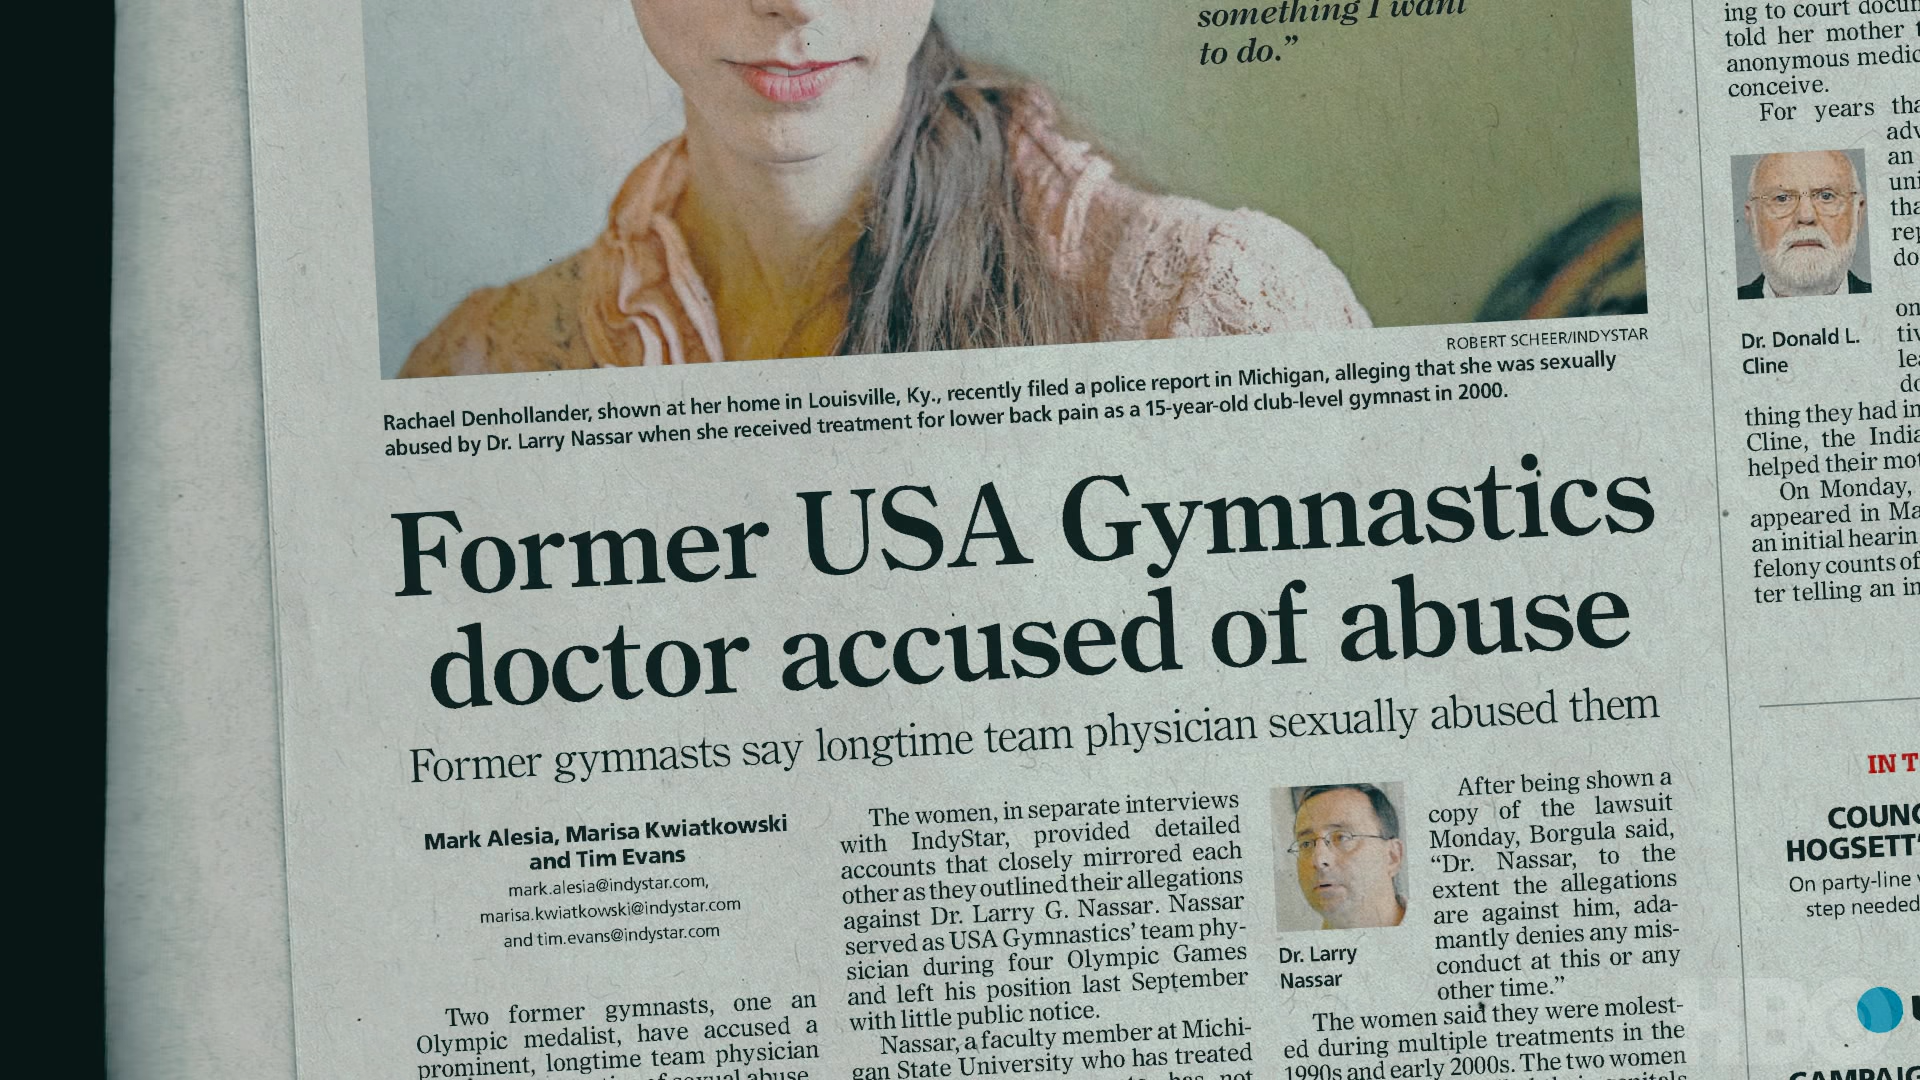 something I want
to do.”
ROBERT SCHEER/INDYSTAR
Rachael Denhollander, shown at her home in Louisville, Ky., recently filed a police report in Michigan, alleging that she was sexually
abused by Dr. Larry Nassar when she received treatment for lower back pain as a 15-year-old club-level gymnast in 2000.
Former USA Gymnastics
doctor accused of abuse
Former gymnasts say longtime team physician sexually abused them
Mark Alesia, Marisa Kwiatkowski
and Tim Evans
mark.alesia@indystar.com,
marisa.kwiatkowski@indystar.com
and tim.evans@indystar.com
Two former gymnasts, one an
Olympic medalist, have accused a
prominent, longtime team physician
abuse
The women, in separate interviews
with IndyStar, provided detailed
accounts that closely mirrored each
other as they outlined their allegations
against Dr. Larry G. Nassar. Nassar
served as USA Gymnastics’ team phy-
sician during four Olympic Games
and left his position last September
with little public notice.
Nassar, a faculty member at Michi-
gan State University who has treated
has not
Dr. Larry
Nassar
After being shown a
copy of the lawsuit
Monday, Borgula said,
“Dr. Nassar, to the
extent the allegations
are against him, ada-
mantly denies any mis-
conduct at this or any
other time.”
The women said they were molest-
ed during multiple treatments in the
1990s and early 2000s. The two women
ing to court
told her mother
anonymous
conceive.
For years
an
Dr. Donald L.
Cline
thing they had
Cline, the
helped their
On Monday,
appeared in
an initial
felony counts of
ter telling an
IN
HOGSETT’
On party-line
step needed
HBO